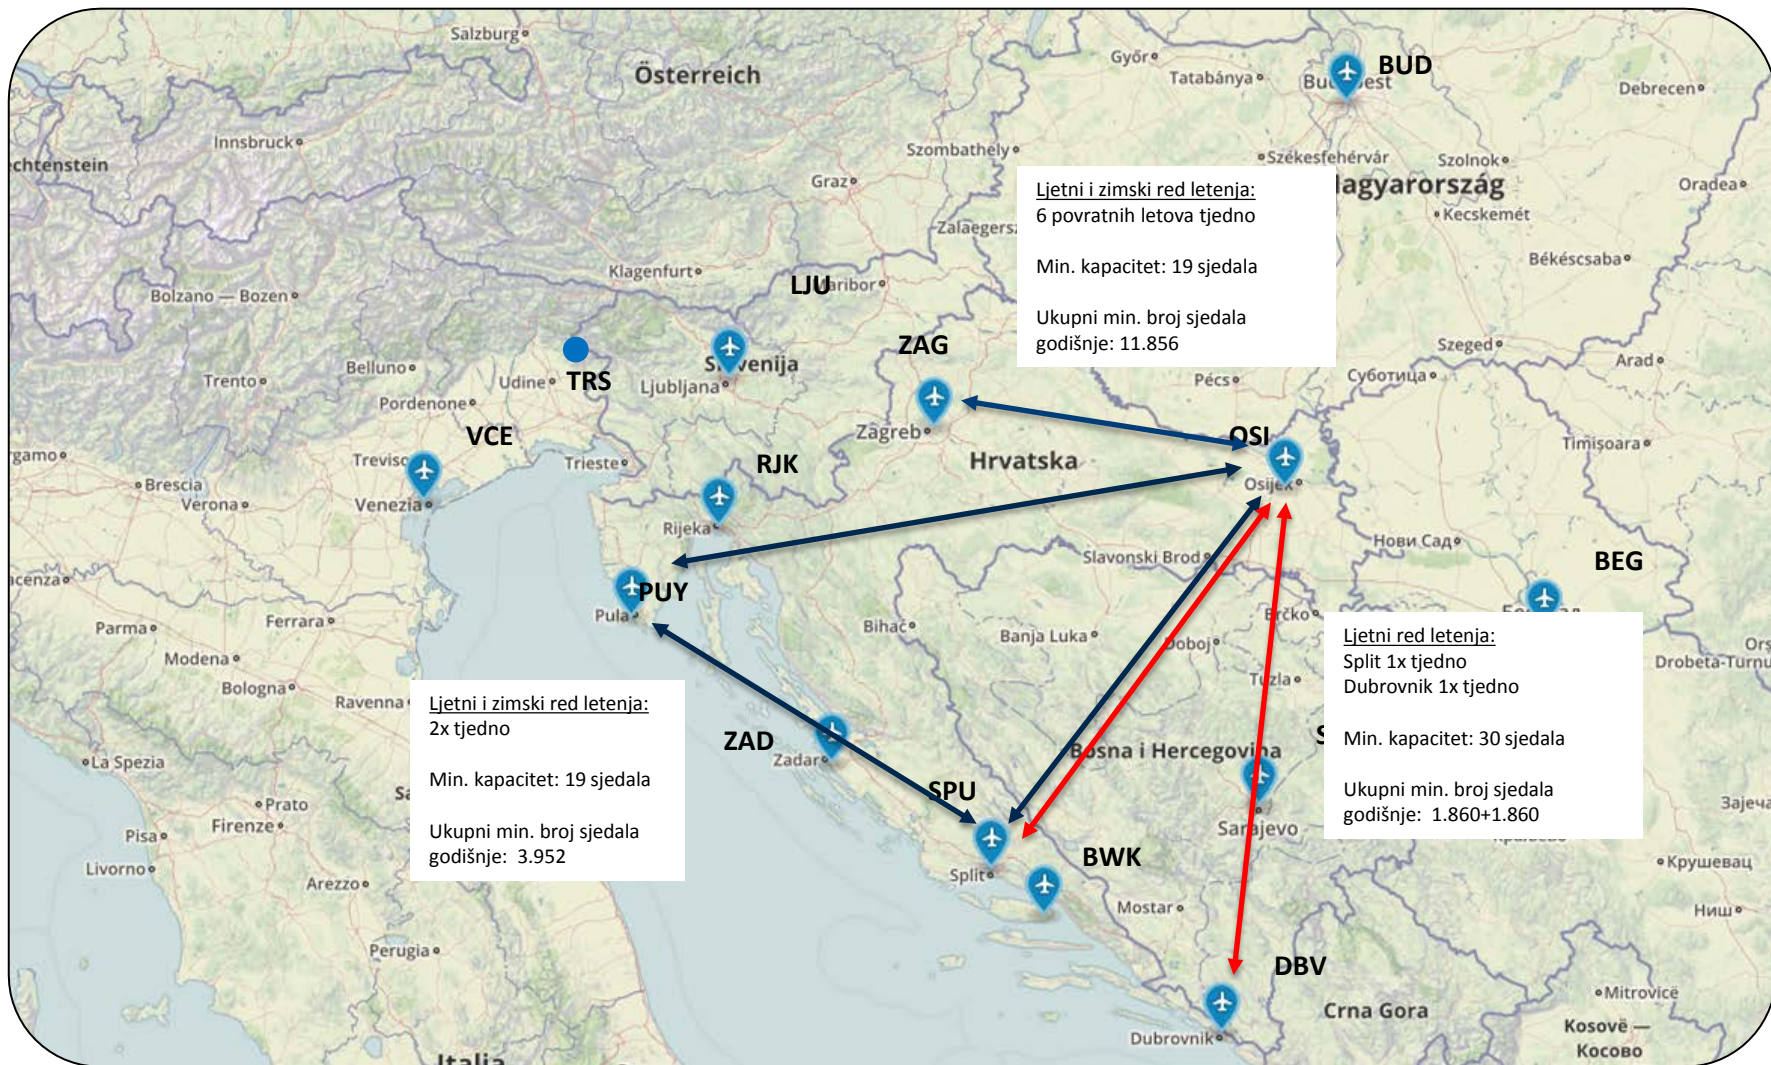 Salzburg
Österreich
Győr
Tatabánya
BUD
Debrecen
Innsbruck
echtenstein
Szombathely
Székesfehérvár
Szolnok
Graz
Magyarország
Oradea
Kecskemét
Ljetni i zimski red letenja:
6 povratnih letova tjedno
Min. kapacitet: 19 sjedala
Ukupni min. broj sjedala
godišnje: 11.856
Klagenfurt
LJU
Maribor
Békéscsaba
Bolzano — Bozen
ZAG
Szeged
Arad
Belluno
Slovenija
Trento
Udine
TRS
Ljubljana
Pécs
Суботица
Pordenone
VCE
Zagreb
OSI
Timișoara
Treviso
Trieste
RJK
Hrvatska
Osijek
Brescia
Verona
Venezia
Rijeka
Нови Сад
Slavonski Brod
BEG
PUY
Pula
Parma
Ferrara
Bihać
Banja Luka
Brčko
Doboj
Modena
Bologna
Ravenna
Tuzla
Drobeta-Turnu
Ljetni red letenja:
Split 1x tjedno
Dubrovnik 1x tjedno
Min. kapacitet: 30 sjedala
Ukupni min. broj sjedala
godišnje: 1.860+1.860
Ljetni i zimski red letenja:
2x tjedno
Min. kapacitet: 19 sjedala
Ukupni min. broj sjedala
godišnje: 3.952
ZAD
Zadar
Bosna i Hercegovina
La Spezia
SPU
Prato
Firenze
Pisa
Sarajevo
Livorno
Split
BWK
Крушевац
Arezzo
Mostar
Ниш
Perugia
DBV
Crna Gora
Mitrovicë
Dubrovnik
Kosovë —
Косово
Italia